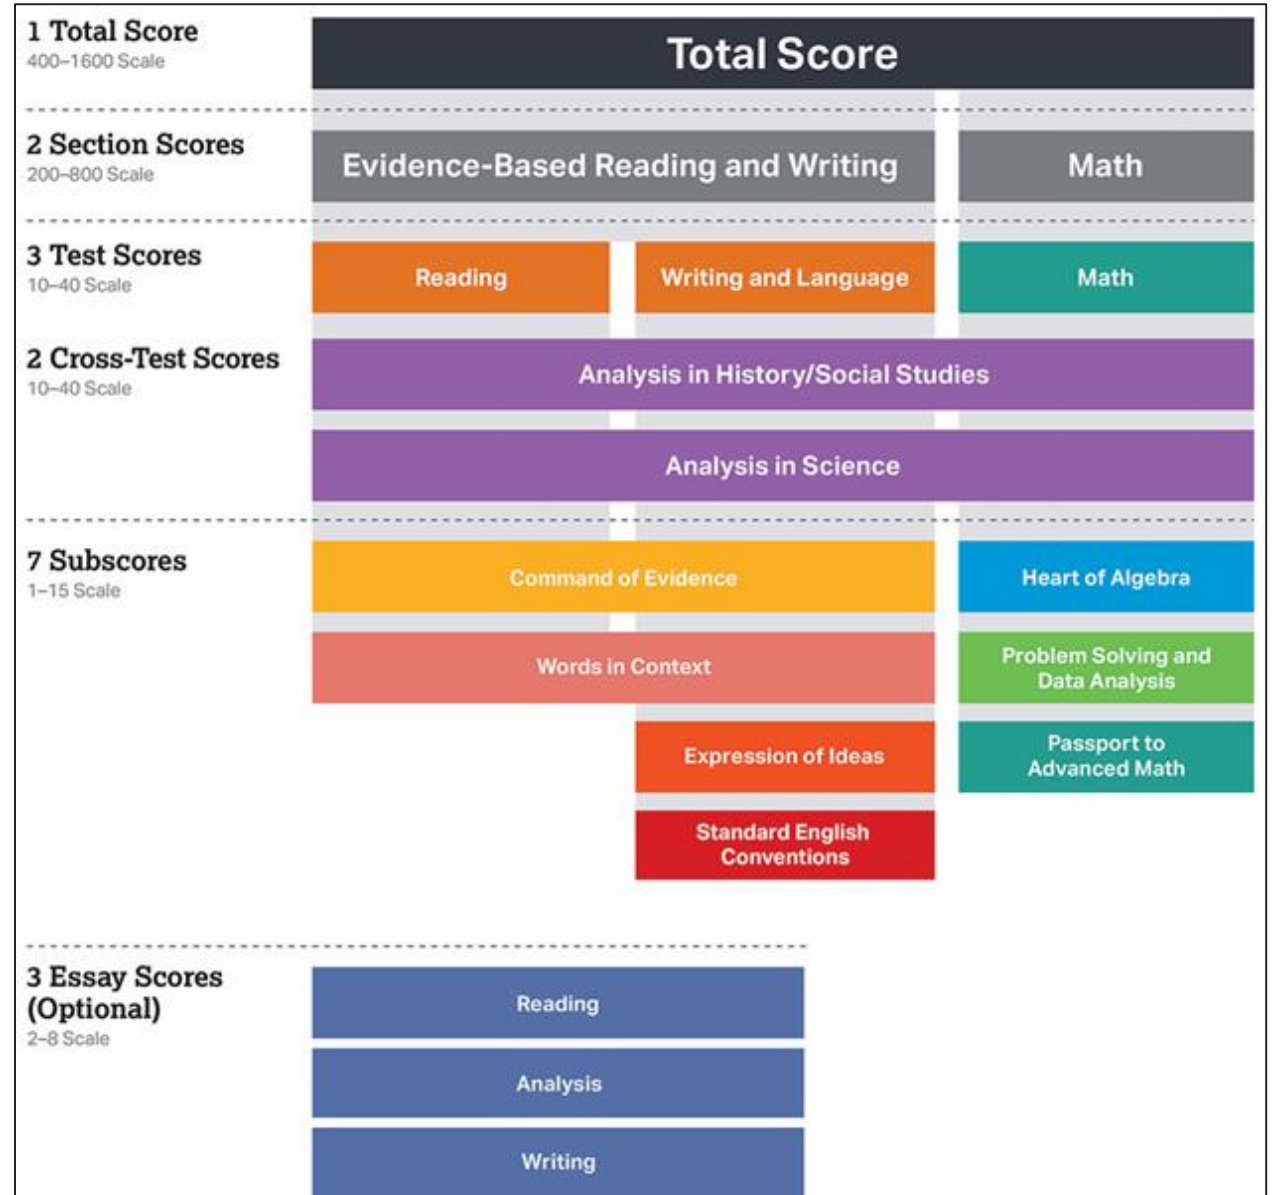 1 Total Score
400–1600 Scale
Total Score
2 Section Scores
200–800 Scale
Evidence-Based Reading and Writing
Math
3 Test Scores
10–40 Scale
Reading
Writing and Language
Math
2 Cross-Test Scores
10–40 Scale
Analysis in History/Social Studies
Analysis in Science
7 Subscores
1–15 Scale
Command of Evidence
Heart of Algebra
Words in Context
Problem Solving and
Data Analysis
Expression of Ideas
Passport to
Advanced Math
Standard English
Conventions
3 Essay Scores
(Optional)
2–8 Scale
Reading
Analysis
Writing